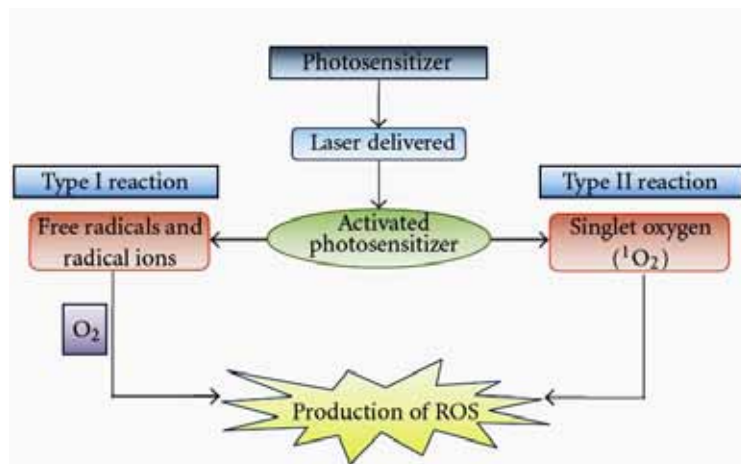 Photosensitizer
Laser delivered
Type I reaction
Type II reaction
Free radicals and
radical ions
Activated
photosensitizer
Singlet oxygen
(¹O₂)
O₂
Production of ROS